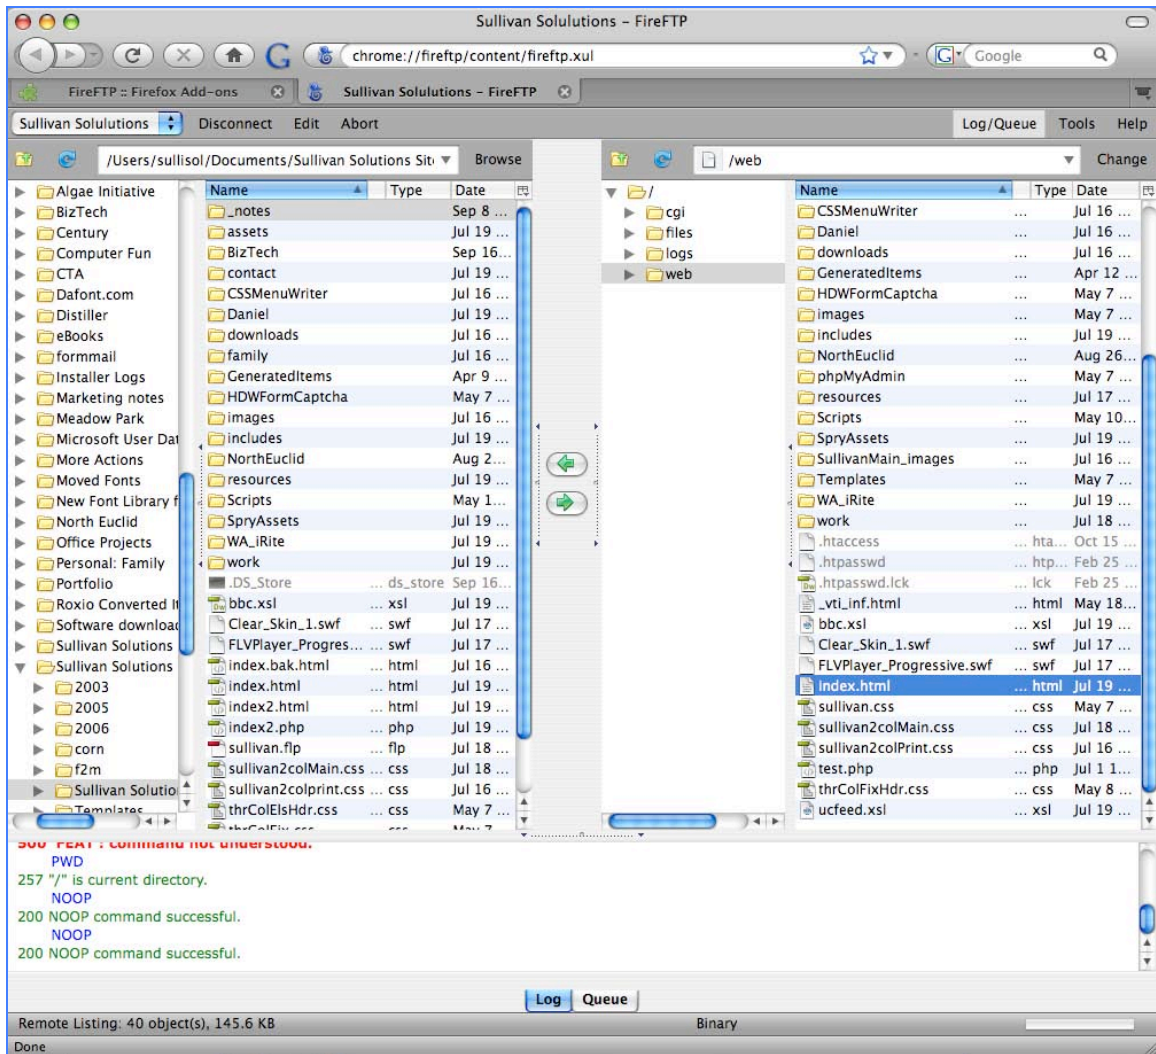 Sullivan Solulutions – FireFTP
chrome://fireftp/content/fireftp.xul
G Google
FireFTP :: Firefox Add-ons
Sullivan Solulutions – FireFTP
Sullivan Solulutions Disconnect Edit Abort Log/Queue Tools Help
/Users/sullisol/Documents/Sullivan Solutions Sit Browse
/web Change
Algae Initiative
BizTech
Century
Computer Fun
CTA
Dafont.com
Distiller
eBooks
formmail
Installer Logs
Marketing notes
Meadow Park
Microsoft User Dat
More Actions
Moved Fonts
New Font Library f
North Euclid
Office Projects
Personal: Family
Portfolio
Roxio Converted It
Software download
Sullivan Solutions
Sullivan Solutions
2003
2005
2006
corn
f2m
Sullivan Solutio
Templates
Name Type Date
_notes Sep 8 ...
assets Jul 19 ...
BizTech Sep 16...
contact Jul 19 ...
CSSMenuWriter Jul 16 ...
Daniel Jul 19 ...
downloads Jul 16 ...
family Jul 16 ...
GeneratedItems Apr 9 ...
HDWFormCaptcha May 7 ...
images Jul 16 ...
includes Jul 19 ...
NorthEuclid Aug 2...
resources Jul 19 ...
Scripts May 1...
SpryAssets Jul 19 ...
WA_iRite Jul 19 ...
work Jul 19 ...
.DS_Store ... ds_store Sep 16...
bbc.xsl ... xsl Jul 19 ...
Clear_Skin_1.swf ... swf Jul 17 ...
FLVPlayer_Progres... ... swf Jul 17 ...
index.bak.html ... html Jul 16 ...
index.html ... html Jul 19 ...
index2.html ... html Jul 19 ...
index2.php ... php Jul 19 ...
sullivan.flp ... flp Jul 18 ...
sullivan2colMain.css ... css Jul 18 ...
sullivan2colprint.css ... css Jul 16 ...
thrColElsHdr.css ... css May 7 ...
thrColFix.css ... css May 7
/
cgi
files
logs
web
Name Type Date
CSSMenuWriter ... Jul 16 ...
Daniel ... Jul 16 ...
downloads ... Jul 16 ...
GeneratedItems ... Apr 12 ...
HDWFormCaptcha ... May 7 ...
images ... May 7 ...
includes ... Jul 19 ...
NorthEuclid ... Aug 26...
phpMyAdmin ... May 7 ...
resources ... Jul 17 ...
Scripts ... May 10...
SpryAssets ... Jul 19 ...
SullivanMain_images ... Jul 16 ...
Templates ... May 7 ...
WA_iRite ... Jul 19 ...
work ... Jul 18 ...
.htaccess ... hta... Oct 15 ...
.htpasswd ... htp... Feb 25 ...
.htpasswd.lck ... lck Feb 25 ...
_vti_inf.html ... html May 18...
bbc.xsl ... xsl Jul 19 ...
Clear_Skin_1.swf ... swf Jul 17 ...
FLVPlayer_Progressive.swf ... swf Jul 17 ...
index.html ... html Jul 19 ...
sullivan.css ... css May 7 ...
sullivan2colMain.css ... css Jul 18 ...
sullivan2colPrint.css ... css Jul 16 ...
test.php ... php Jul 1 1...
thrColFixHdr.css ... css May 8 ...
ucfeed.xsl ... xsl Jul 19 ...
500 'FEAT': command not understood.
PWD
257 "/" is current directory.
NOOP
200 NOOP command successful.
NOOP
200 NOOP command successful.
Log Queue
Remote Listing: 40 object(s), 145.6 KB Binary
Done